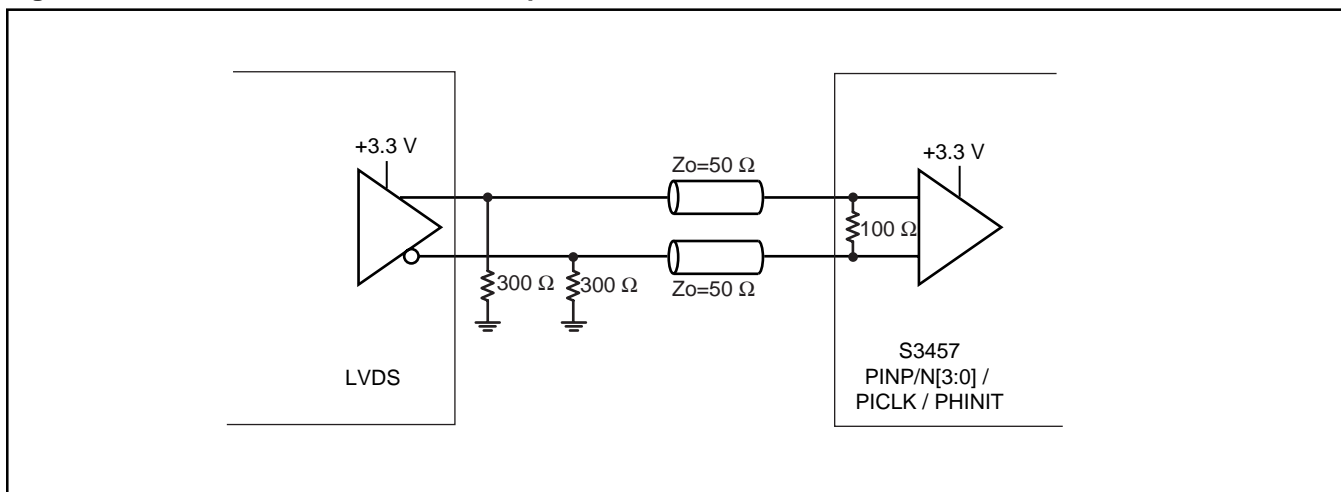 +3.3 V
Zo=50 Ω
+3.3 V
100 Ω
300 Ω
300 Ω
Zo=50 Ω
LVDS
S3457
PINP/N[3:0] /
PICLK / PHINIT